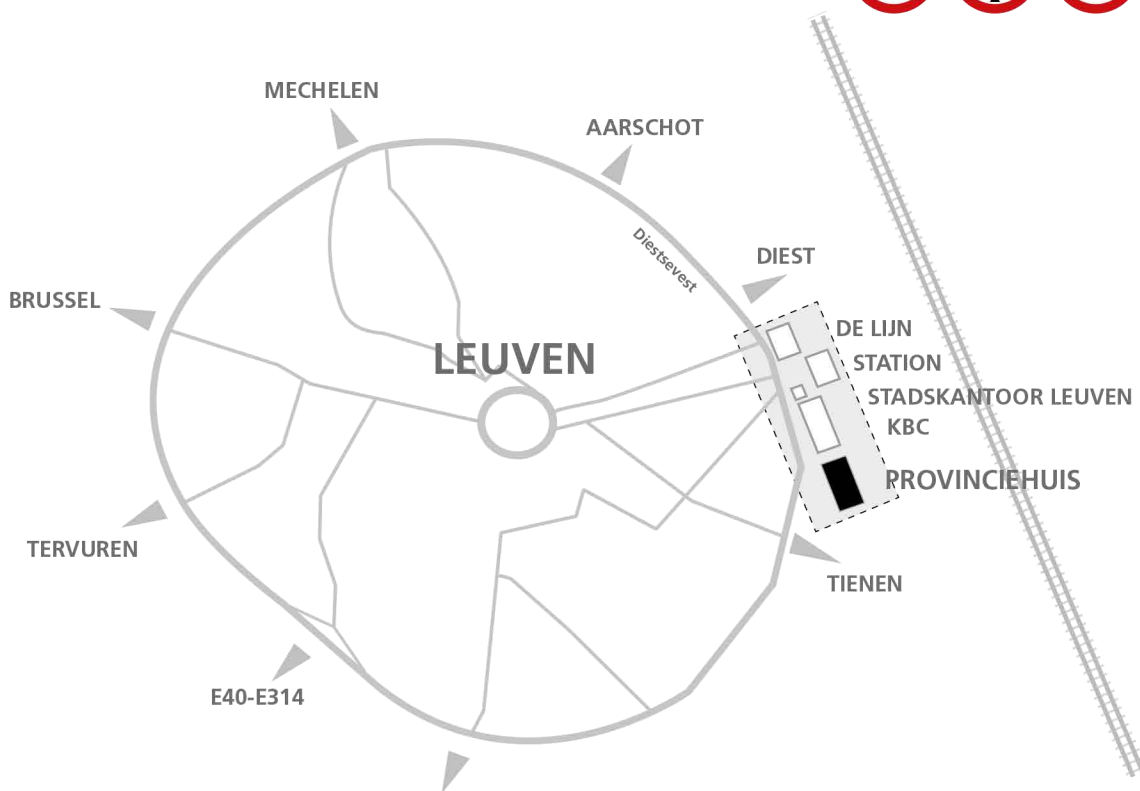 MECHELEN
AARSCHOT
Diestsevest
DIEST
BRUSSEL
DE LIJN
LEUVEN
STATION
STADSKANTOOR LEUVEN
KBC
PROVINCIEHUIS
TERVUREN
TIENEN
E40-E314